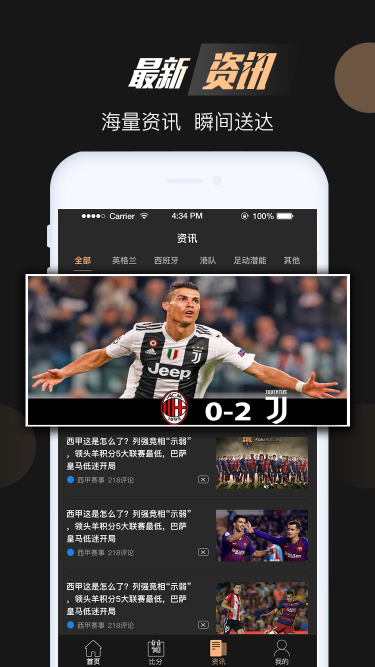 最新 资讯
海量资讯 瞬间送达
Carrier 4:34 PM 100%
资讯
全部 英格兰 西班牙 港队 足动潜能 其他
Jeep
0-2
JUVENTUS
西甲这是怎么了？列强竞相“示弱”
，领头羊积分5大联赛最低，巴萨
皇马低迷开局
西甲赛事 218评论
西甲这是怎么了？列强竞相“示弱”
，领头羊积分5大联赛最低，巴萨
皇马低迷开局
西甲赛事 218评论
西甲这是怎么了？列强竞相“示弱”
，领头羊积分5大联赛最低，巴萨
皇马低迷开局
西甲赛事 218评论
首页 比分 资讯 我的